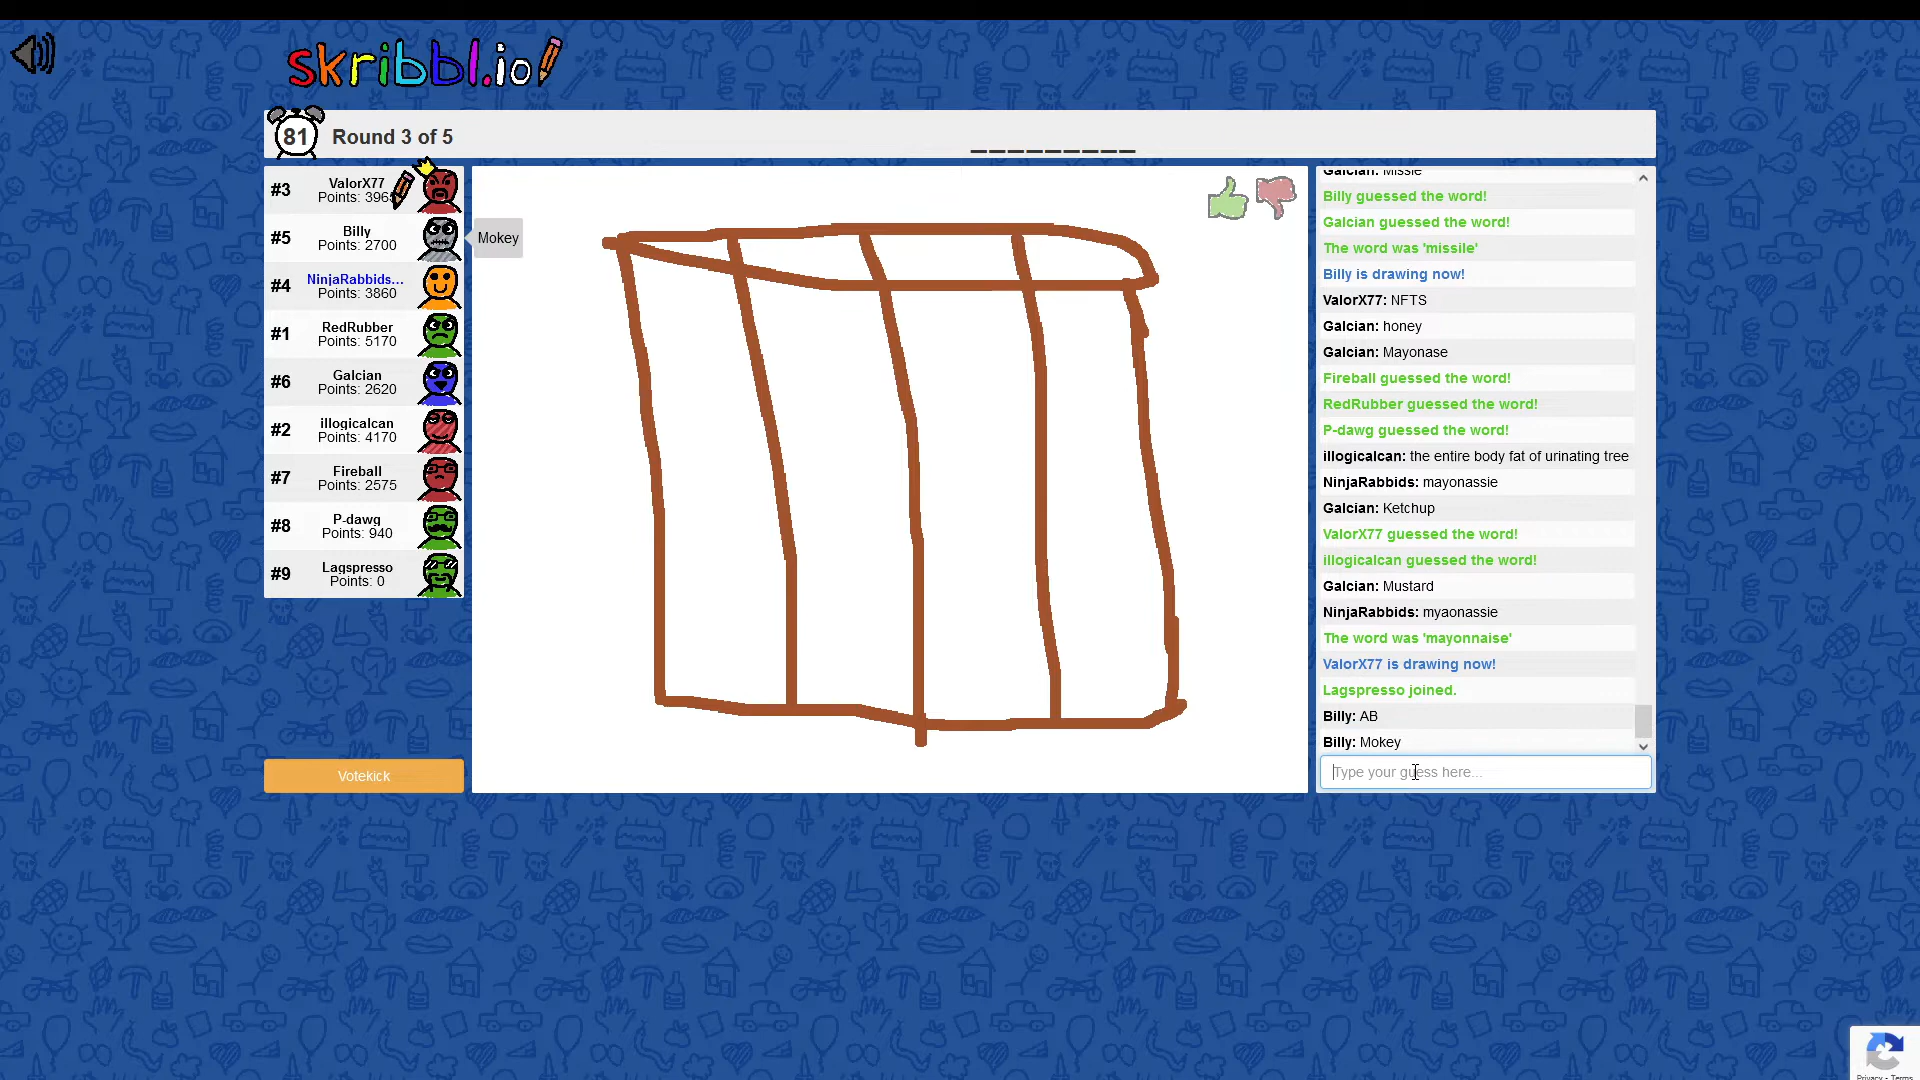 skribbl.io
81
Round 3 of 5
_________
#3
ValorX77
Points: 3965
#5
Billy
Points: 2700
Mokey
#4
NinjaRabbids...
Points: 3860
#1
RedRubber
Points: 5170
#6
Galcian
Points: 2620
#2
illogicalcan
Points: 4170
#7
Fireball
Points: 2575
#8
P-dawg
Points: 940
#9
Lagspresso
Points: 0
Votekick
Galcian: Missie
Billy guessed the word!
Galcian guessed the word!
The word was 'missile'
Billy is drawing now!
ValorX77: NFTS
Galcian: honey
Galcian: Mayonase
Fireball guessed the word!
RedRubber guessed the word!
P-dawg guessed the word!
illogicalcan: the entire body fat of urinating tree
NinjaRabbids: mayonassie
Galcian: Ketchup
ValorX77 guessed the word!
illogicalcan guessed the word!
Galcian: Mustard
NinjaRabbids: myaonassie
The word was 'mayonnaise'
ValorX77 is drawing now!
Lagspresso joined.
Billy: AB
Billy: Mokey
Type your guess here...
Privacy - Terms